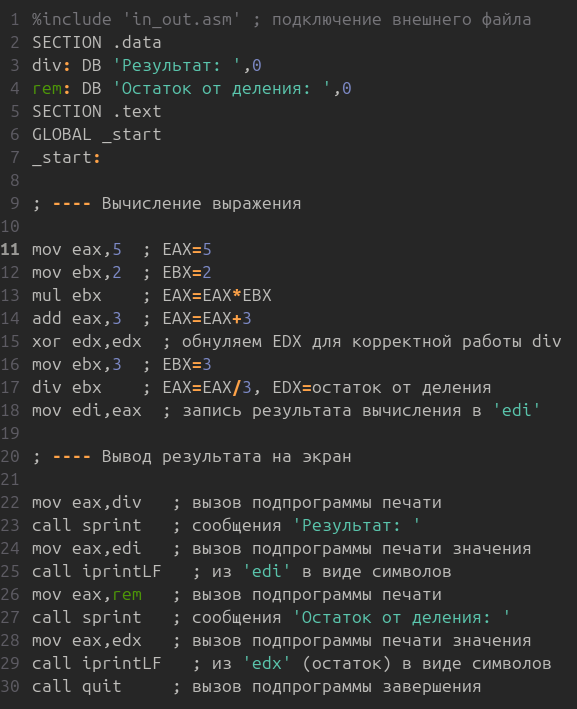 1 %include 'in_out.asm' ; подключение внешнего файла
2 SECTION .data
3 div: DB 'Результат: ',0
4 rem: DB 'Остаток от деления: ',0
5 SECTION .text
6 GLOBAL _start
7 _start:
8
9 ; ---- Вычисление выражения
10
11 mov eax,5  ; EAX=5
12 mov ebx,2  ; EBX=2
13 mul ebx    ; EAX=EAX*EBX
14 add eax,3  ; EAX=EAX+3
15 xor edx,edx  ; обнуляем EDX для корректной работы div
16 mov ebx,3  ; EBX=3
17 div ebx    ; EAX=EAX/3, EDX=остаток от деления
18 mov edi,eax  ; запись результата вычисления в 'edi'
19
20 ; ---- Вывод результата на экран
21
22 mov eax,div   ; вызов подпрограммы печати
23 call sprint   ; сообщения 'Результат: '
24 mov eax,edi   ; вызов подпрограммы печати значения
25 call iprintLF   ; из 'edi' в виде символов
26 mov eax,rem   ; вызов подпрограммы печати
27 call sprint   ; сообщения 'Остаток от деления: '
28 mov eax,edx   ; вызов подпрограммы печати значения
29 call iprintLF   ; из 'edx' (остаток) в виде символов
30 call quit     ; вызов подпрограммы завершения